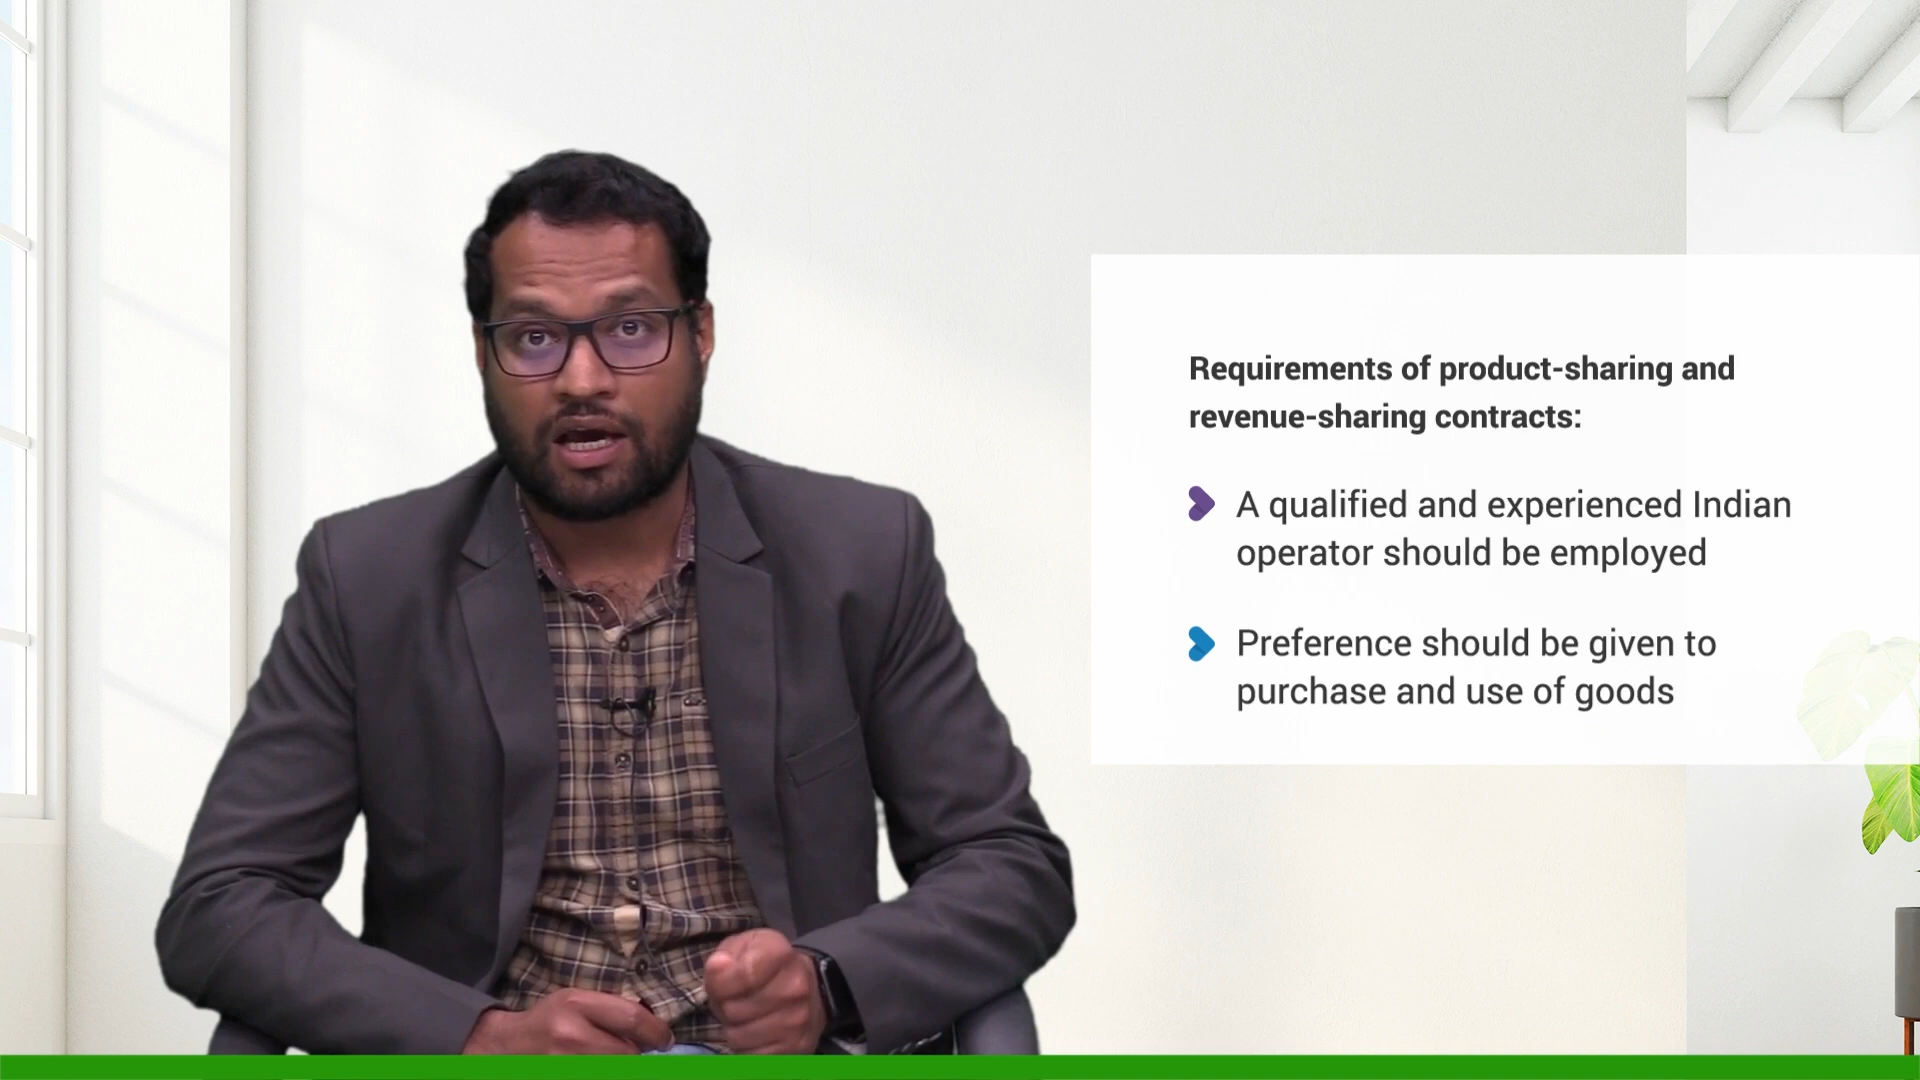 Requirements of product-sharing and
revenue-sharing contracts:
A qualified and experienced Indian
operator should be employed
Preference should be given to
purchase and use of goods